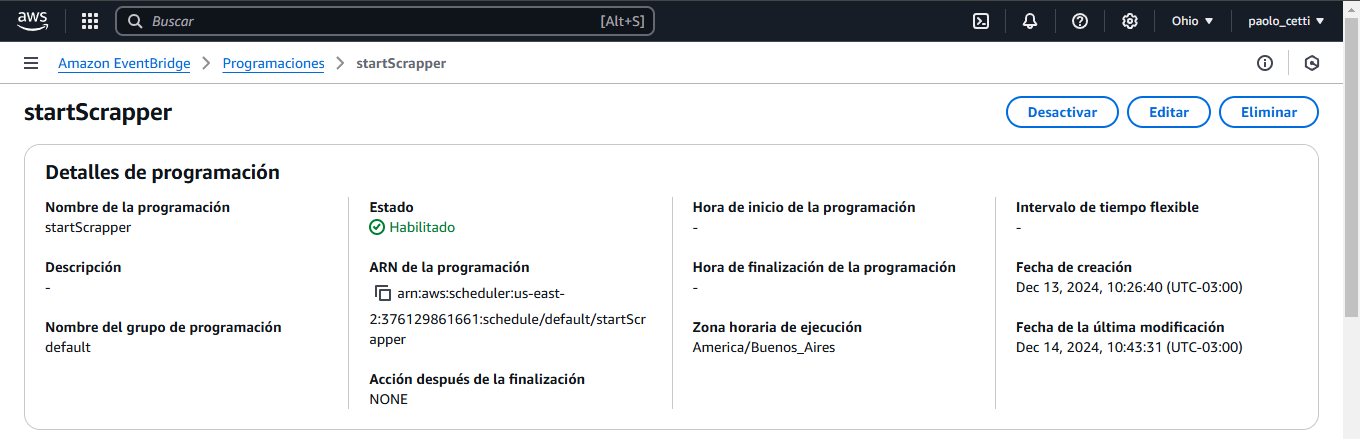 aws
Buscar [Alt+S] Ohio paolo_cetti
Amazon EventBridge Programaciones startScrapper
startScrapper Desactivar Editar Eliminar
Detalles de programación
Nombre de la programación
startScrapper
Descripción
-
Nombre del grupo de programación
default
Estado
Habilitado
ARN de la programación
arn:aws:scheduler:us-east-
2:376129861661:schedule/default/startScr
apper
Acción después de la finalización
NONE
Hora de inicio de la programación
-
Hora de finalización de la programación
-
Zona horaria de ejecución
America/Buenos_Aires
Intervalo de tiempo flexible
-
Fecha de creación
Dec 13, 2024, 10:26:40 (UTC-03:00)
Fecha de la última modificación
Dec 14, 2024, 10:43:31 (UTC-03:00)